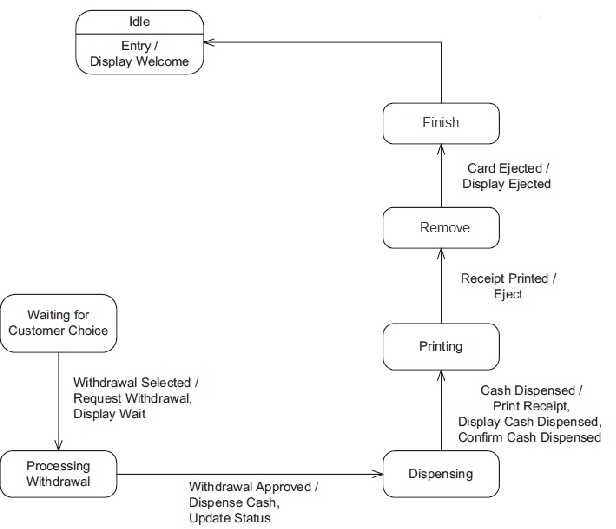 Idle
Entry /
Display Welcome
Finish
Card Ejected /
Display Ejected
Remove
Receipt Printed /
Eject
Waiting for
Customer Choice
Printing
Withdrawal Selected /
Request Withdrawal,
Display Wait
Cash Dispensed /
Print Receipt,
Display Cash Dispensed,
Confirm Cash Dispensed
Processing
Withdrawal
Withdrawal Approved /
Dispense Cash,
Update Status
Dispensing